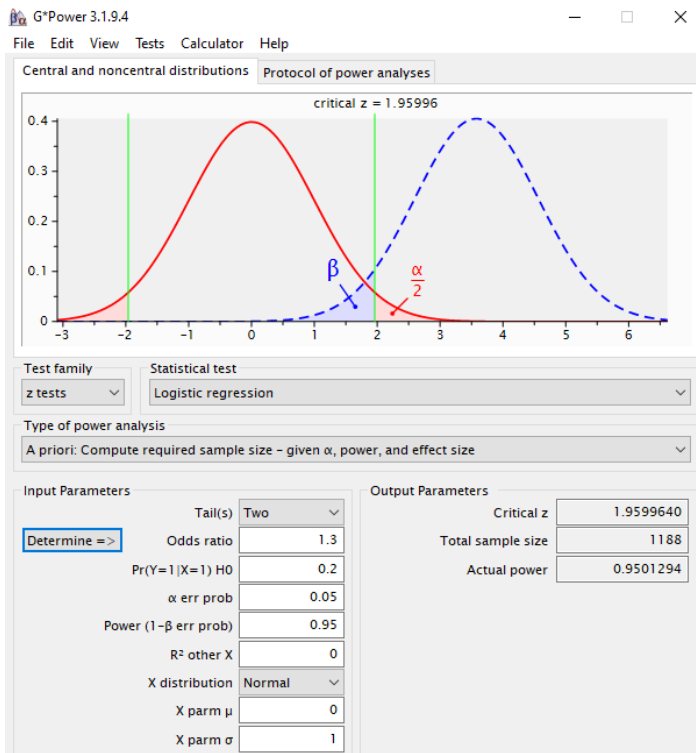 G*Power 3.1.9.4
File Edit View Tests Calculator Help
Central and noncentral distributions Protocol of power analyses
critical z = 1.95996
0.4
0.3
0.2
0.1
0
β
α
2
-3 -2 -1 0 1 2 3 4 5 6
Test family Statistical test
z tests Logistic regression
Type of power analysis
A priori: Compute required sample size – given α, power, and effect size
Input Parameters Output Parameters
Tail(s) Two Critical z 1.9599640
Determine => Odds ratio 1.3 Total sample size 1188
Pr(Y=1|X=1) H0 0.2 Actual power 0.9501294
α err prob 0.05
Power (1-β err prob) 0.95
R² other X 0
X distribution Normal
X parm μ 0
X parm σ 1